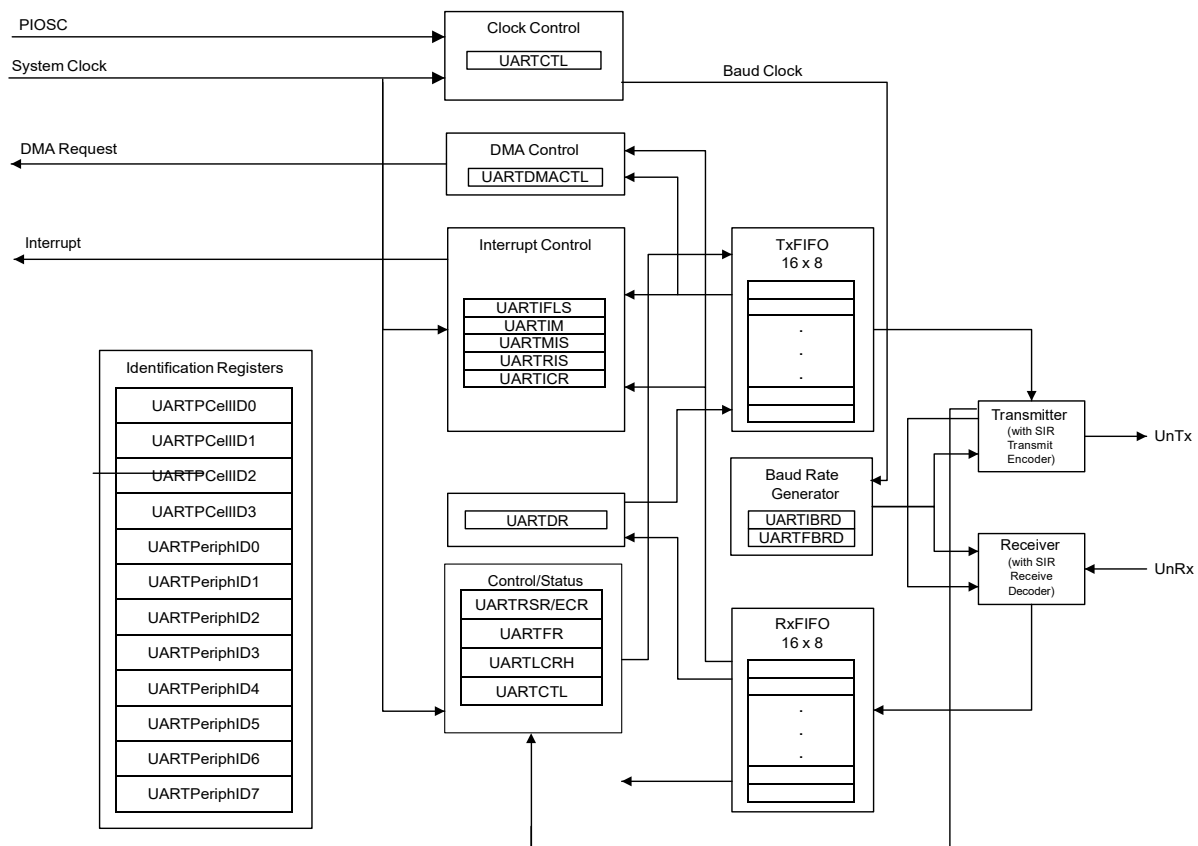 PIOSC
Clock Control
System Clock
UARTCTL
Baud Clock
DMA Request
DMA Control
UARTDMACTL
Interrupt
Interrupt Control
TxFIFO
16 x 8
UARTIFLS
UARTIM
UARTMIS
UARTRIS
UARTICR
.
.
.
Identification Registers
UARTPCellID0
UARTPCellID1
UARTPCellID2
UARTPCellID3
UARTPeriphID0
UARTPeriphID1
UARTPeriphID2
UARTPeriphID3
UARTPeriphID4
UARTPeriphID5
UARTPeriphID6
UARTPeriphID7
Transmitter
(with SIR
Transmit
Encoder)
UnTx
Baud Rate
Generator
UARTIBRD
UARTFBRD
UARTDR
Receiver
(with SIR
Receive
Decoder)
UnRx
Control/Status
UARTRSR/ECR
UARTFR
UARTLCRH
UARTCTL
RxFIFO
16 x 8
.
.
.